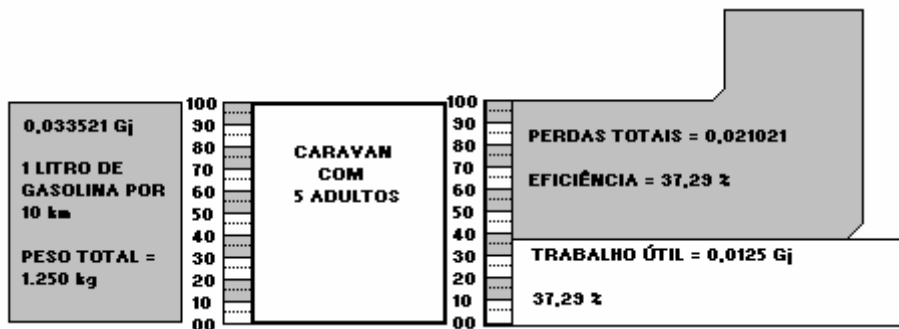 0,033521 Gj
1 LITRO DE
GASOLINA POR
10 km
PESO TOTAL =
1.250 kg
100
90
80
70
60
50
40
30
20
10
00
CARAVAN
COM
5 ADULTOS
100
90
80
70
60
50
40
30
20
10
00
PERDAS TOTAIS = 0,021021
EFICIÊNCIA = 37,29 %
TRABALHO ÚTIL = 0,0125 Gj
37,29 %